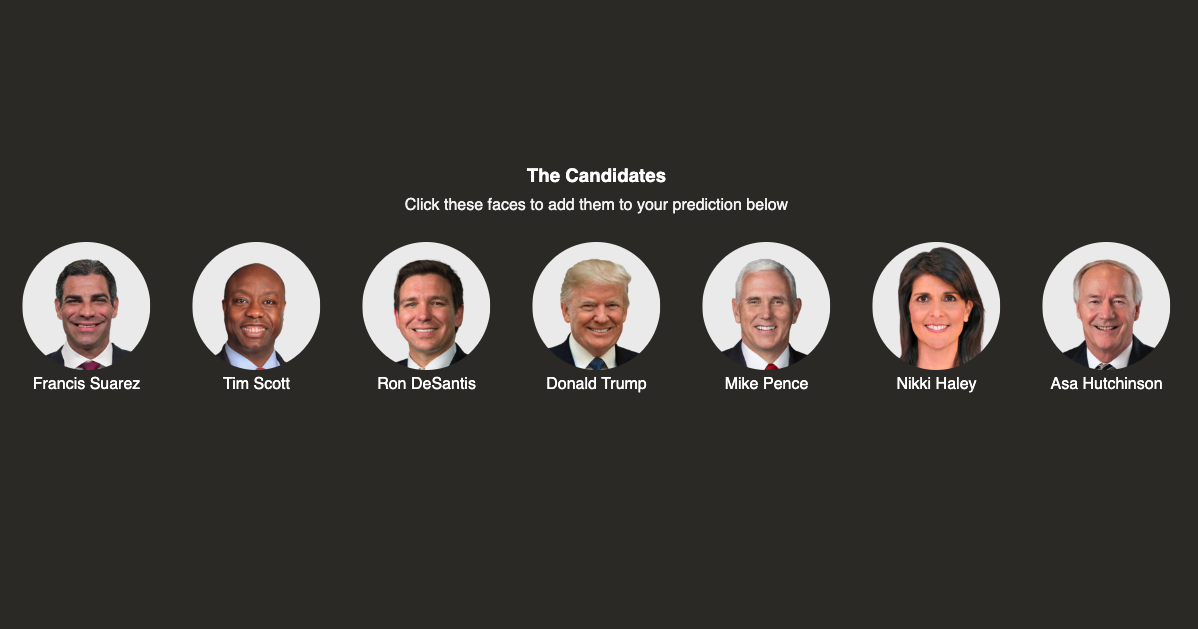 The Candidates
Click these faces to add them to your prediction below
Francis Suarez
Tim Scott
Ron DeSantis
Donald Trump
Mike Pence
Nikki Haley
Asa Hutchinson